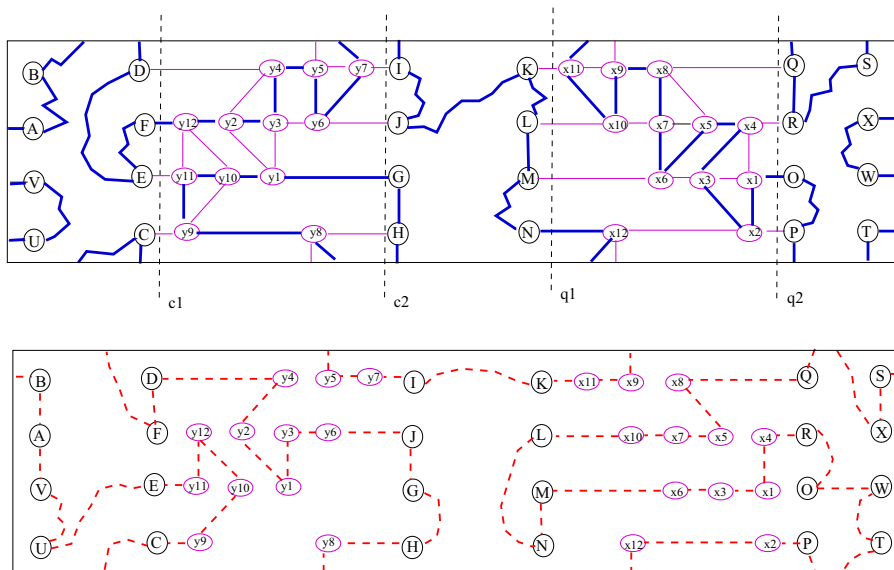 q1
q2
B D y4 y5 y7 I K x11 x9 x8 Q S
A F y12 y2 y3 y6 J L x10 x7 x5 x4 R X
V E y11 y10 y1 G M x6 x3 x1 O W
U C y9 y8 H N x12 x2 P T
c1 c2 q1 q2
B D y4 y5 y7 I K x11 x9 x8 Q S
A F y12 y2 y3 y6 J L x10 x7 x5 x4 R X
V E y11 y10 y1 G M x6 x3 x1 O W
U C y9 y8 H N x12 x2 P T